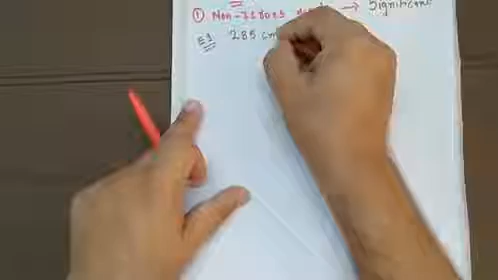 ① Non-zeroes → Significant
Eg 285 cm